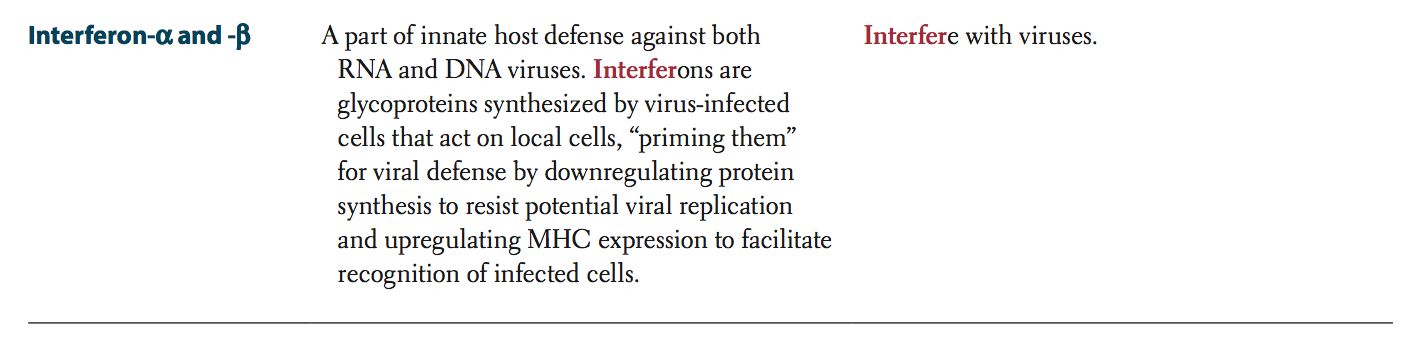 Interferon-α and -β
A part of innate host defense against both
RNA and DNA viruses. Interferons are
glycoproteins synthesized by virus-infected
cells that act on local cells, “priming them”
for viral defense by downregulating protein
synthesis to resist potential viral replication
and upregulating MHC expression to facilitate
recognition of infected cells.
Interfere with viruses.